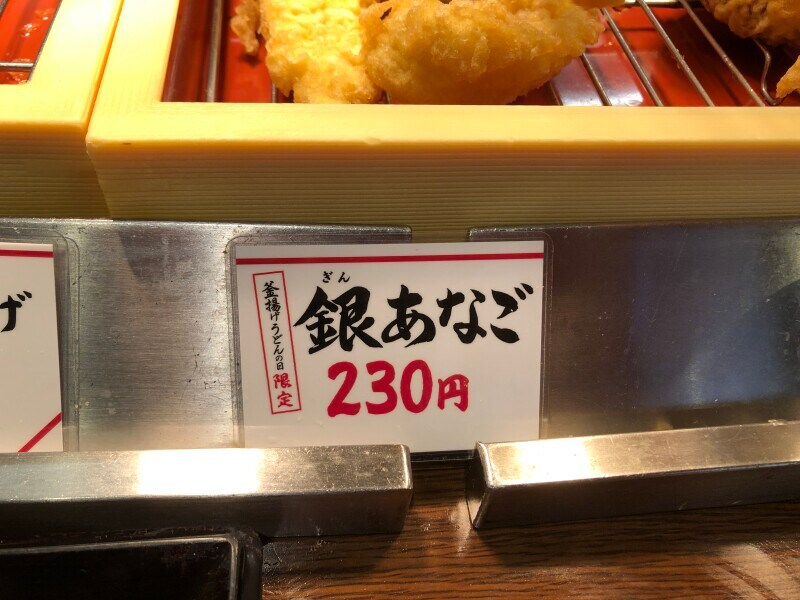 げ
釜揚げうどんの日限定
ぎん
銀あなご
230円